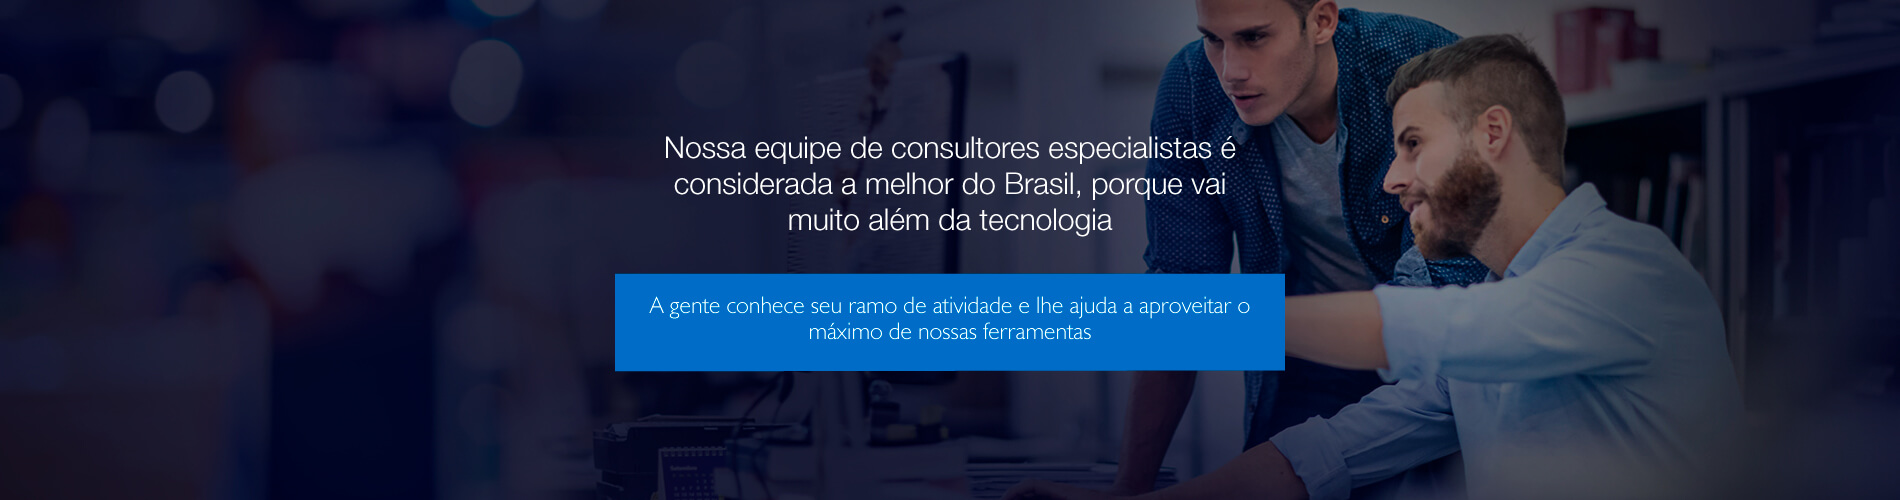 Nossa equipe de consultores especialistas é
considerada a melhor do Brasil, porque vai
muito além da tecnologia
A gente conhece seu ramo de atividade e lhe ajuda a aproveitar o
máximo de nossas ferramentas